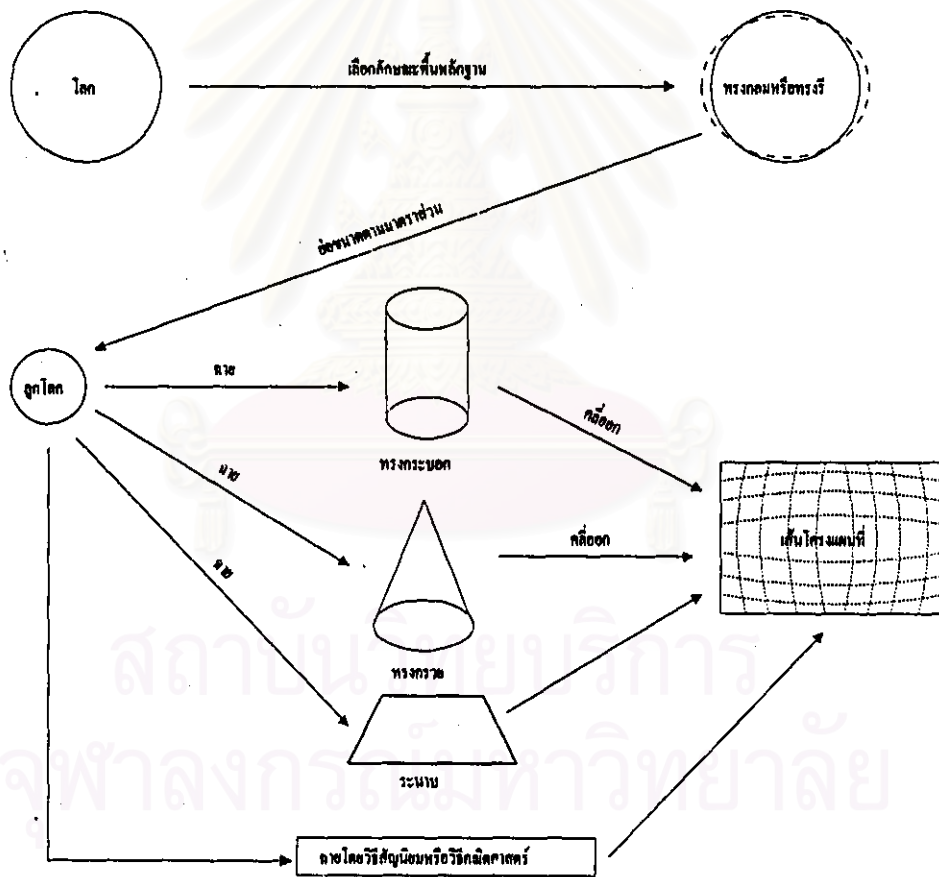 โลก
เลือกลักษณะพื้นหลักฐาน
ทรงกลมหรือทรงรี
ย่อขนาดตามมาตราส่วน
ลูกโลก
ฉาย
ทรงกระบอก
คลี่ออก
ฉาย
ทรงกรวย
คลี่ออก
เส้นโครงแผนที่
ฉาย
ระนาบ
ฉายโดยวิธีสัญนิยมหรือวิธีคณิตศาสตร์
สถาบันวิทยบริการ
จุฬาลงกรณ์มหาวิทยาลัย